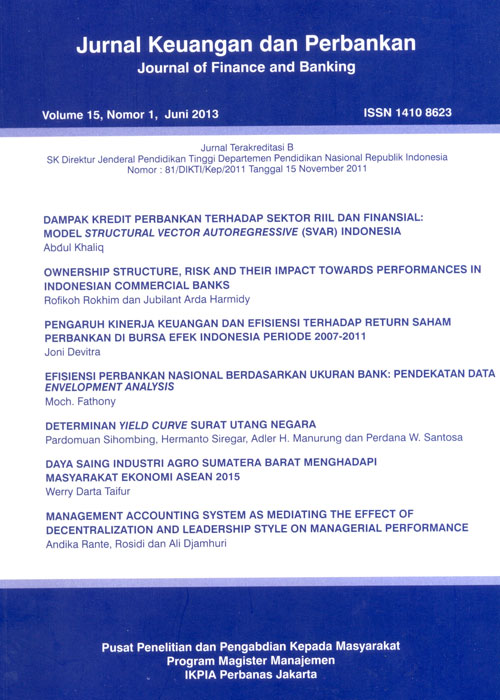 Jurnal Keuangan dan Perbankan
Journal of Finance and Banking
Volume 15, Nomor 1, Juni 2013
ISSN 1410 8623
Jurnal Terakreditasi B
SK Direktur Jenderal Pendidikan Tinggi Departemen Pendidikan Nasional Republik Indonesia
Nomor : 81/DIKTI/Kep/2011 Tanggal 15 November 2011
DAMPAK KREDIT PERBANKAN TERHADAP SEKTOR RIIL DAN FINANSIAL:
MODEL STRUCTURAL VECTOR AUTOREGRESSIVE (SVAR) INDONESIA
Abdul Khaliq
OWNERSHIP STRUCTURE, RISK AND THEIR IMPACT TOWARDS PERFORMANCES IN
INDONESIAN COMMERCIAL BANKS
Rofikoh Rokhim dan Jubilant Arda Harmidy
PENGARUH KINERJA KEUANGAN DAN EFISIENSI TERHADAP RETURN SAHAM
PERBANKAN DI BURSA EFEK INDONESIA PERIODE 2007-2011
Joni Devitra
EFISIENSI PERBANKAN NASIONAL BERDASARKAN UKURAN BANK: PENDEKATAN DATA
ENVELOPMENT ANALYSIS
Moch. Fathony
DETERMINAN YIELD CURVE SURAT UTANG NEGARA
Pardomuan Sihombing, Hermanto Siregar, Adler H. Manurung dan Perdana W. Santosa
DAYA SAING INDUSTRI AGRO SUMATERA BARAT MENGHADAPI
MASYARAKAT EKONOMI ASEAN 2015
Werry Darta Taifur
MANAGEMENT ACCOUNTING SYSTEM AS MEDIATING THE EFFECT OF
DECENTRALIZATION AND LEADERSHIP STYLE ON MANAGERIAL PERFORMANCE
Andika Rante, Rosidi dan Ali Djamhuri
Pusat Penelitian dan Pengabdian Kepada Masyarakat
Program Magister Manajemen
IKPIA Perbanas Jakarta